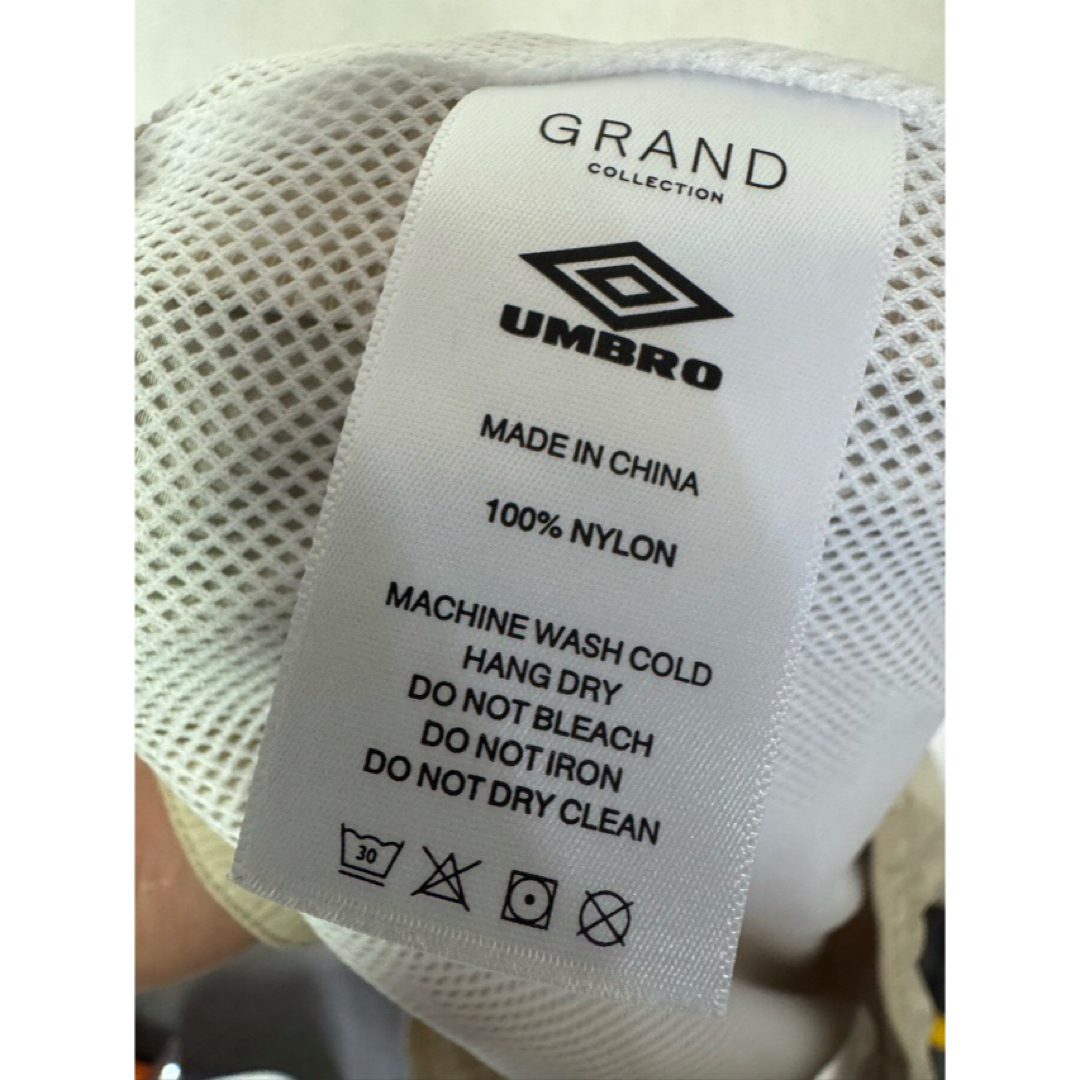 GRAND
COLLECTION
UMBRO
MADE IN CHINA
100% NYLON
MACHINE WASH COLD
HANG DRY
DO NOT BLEACH
DO NOT IRON
DO NOT DRY CLEAN
30